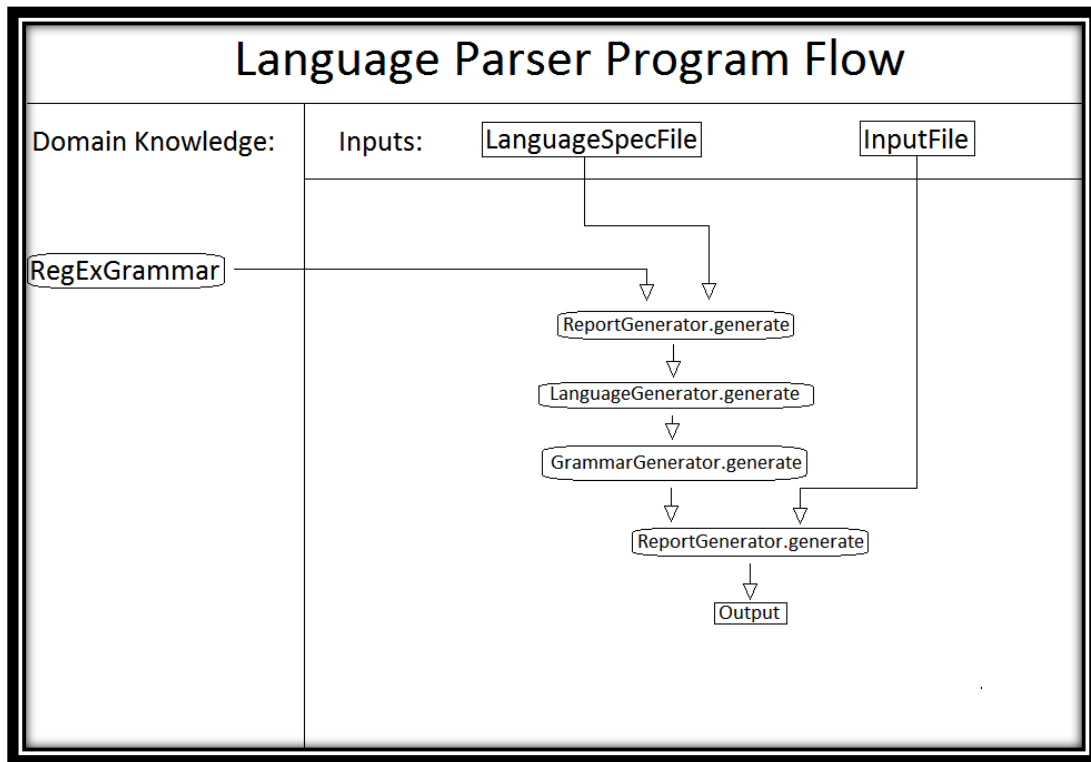 Language Parser Program Flow
Domain Knowledge:
Inputs:
LanguageSpecFile
InputFile
RegExGrammar
ReportGenerator.generate
LanguageGenerator.generate
GrammarGenerator.generate
ReportGenerator.generate
Output